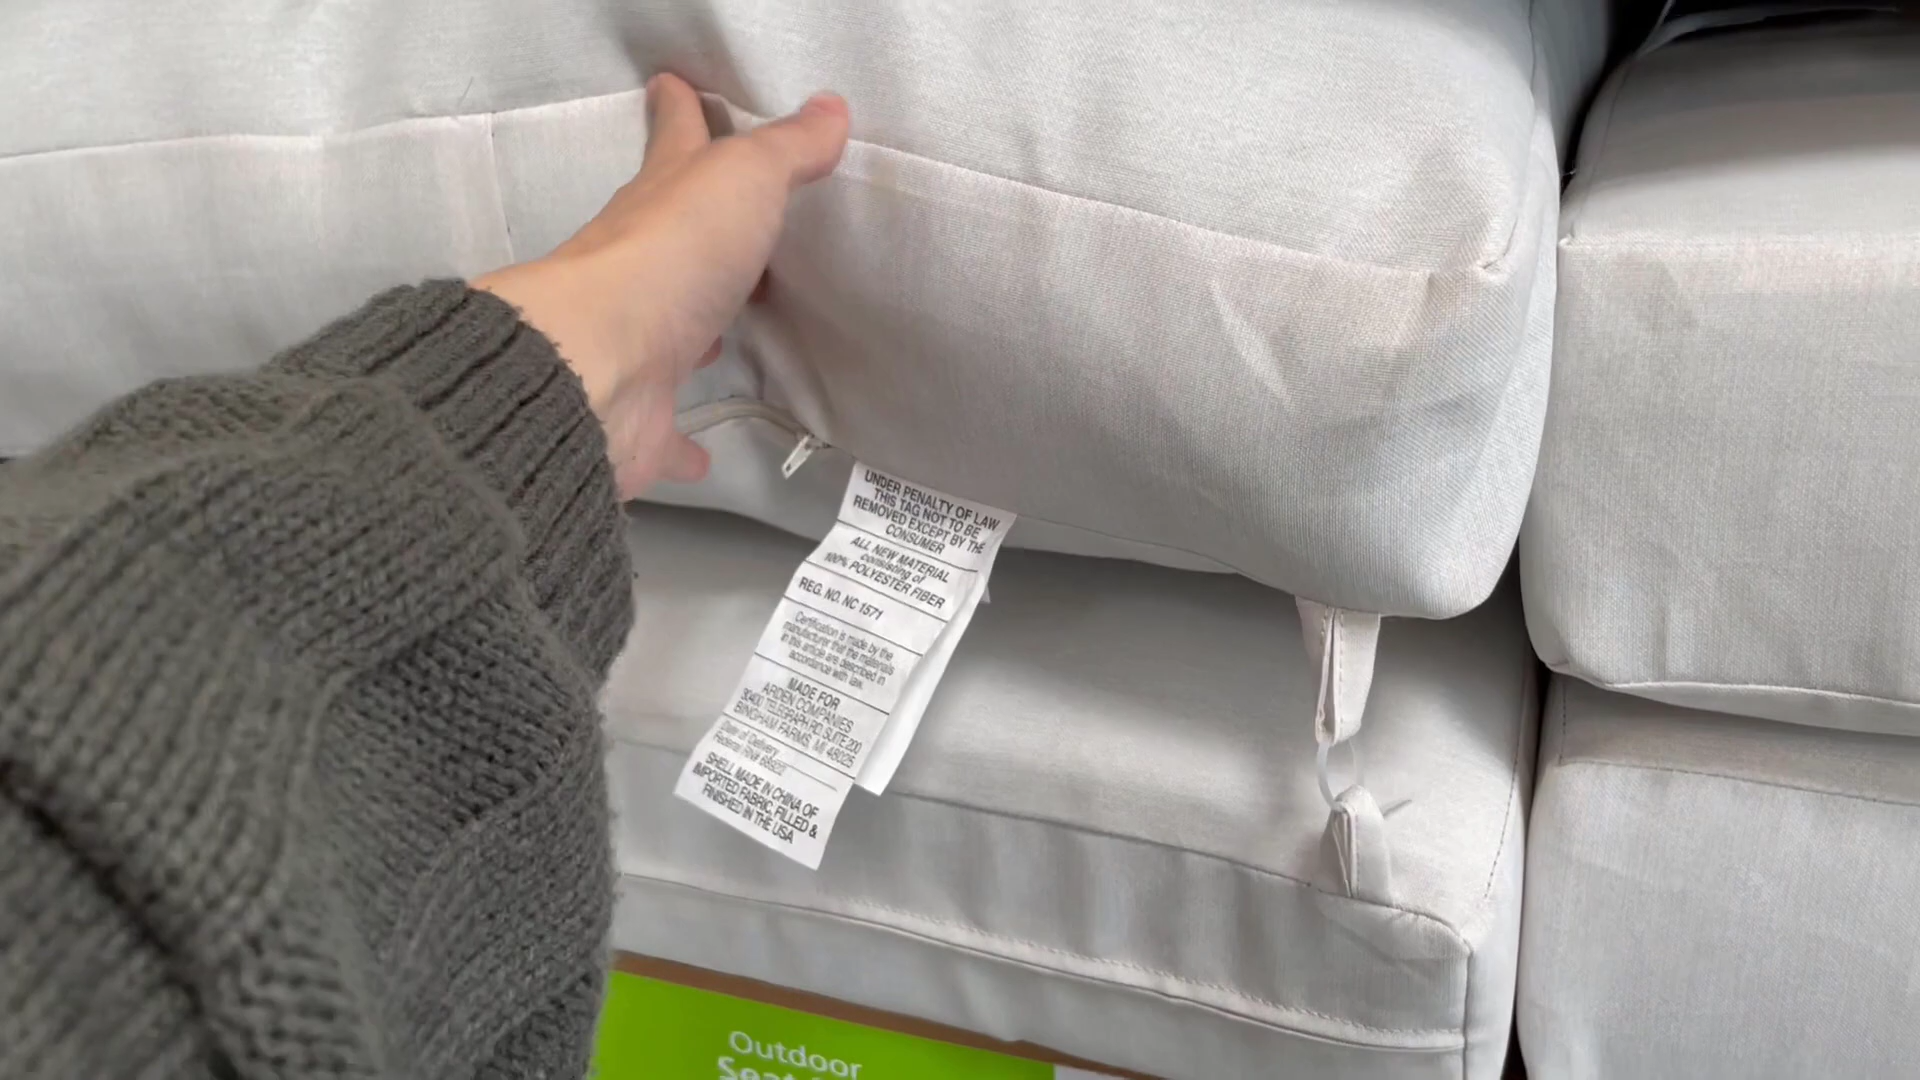 UNDER PENALTY OF LAW
THIS TAG NOT TO BE
REMOVED EXCEPT BY THE
CONSUMER
ALL NEW MATERIAL
consisting of
100% POLYESTER FIBER
REG. NO. NC 1571
Certification is made by the
manufacturer that the materials
in this article are described in
accordance with law.
MADE FOR
ARDEN COMPANIES
30400 TELEGRAPH RD, SUITE 200
BINGHAM FARMS, MI, 48025
Date of Delivery
Federal RN#
SHELL MADE IN CHINA OF
IMPORTED FABRIC, FILLED &
FINISHED IN THE USA
Outdoor